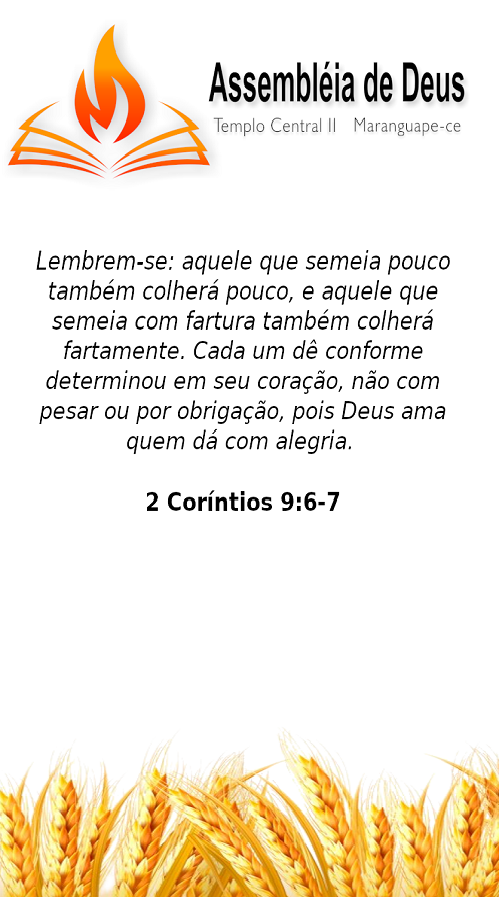 Assembléia de Deus
Templo Central II Maranguape-ce
Lembrem-se: aquele que semeia pouco
também colherá pouco, e aquele que
semeia com fartura também colherá
fartamente. Cada um dê conforme
determinou em seu coração, não com
pesar ou por obrigação, pois Deus ama
quem dá com alegria.
2 Coríntios 9:6-7